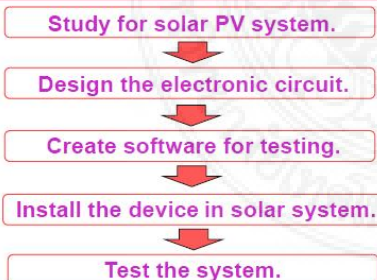 Study for solar PV system.
Design the electronic circuit.
Create software for testing.
Install the device in solar system.
Test the system.